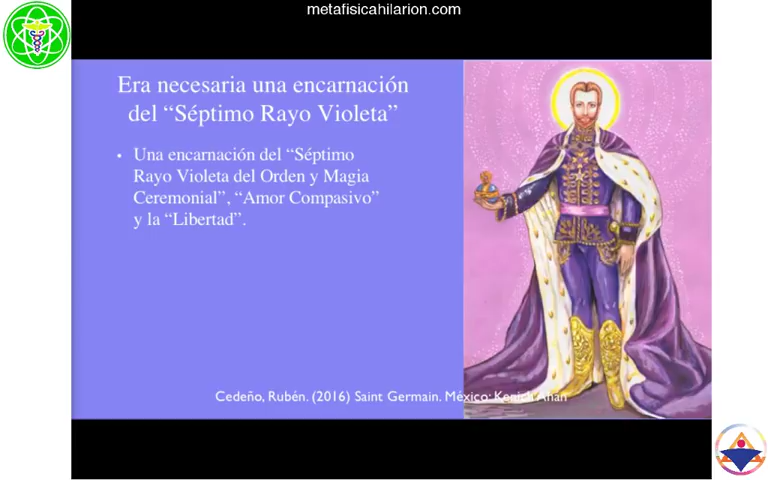 metafisicahilarion.com
Era necesaria una encarnación
del “Séptimo Rayo Violeta”
• Una encarnación del “Séptimo
Rayo Violeta del Orden y Magia
Ceremonial”, “Amor Compasivo”
y la “Libertad”.
Cedeño, Rubén. (2016) Saint Germain. México: